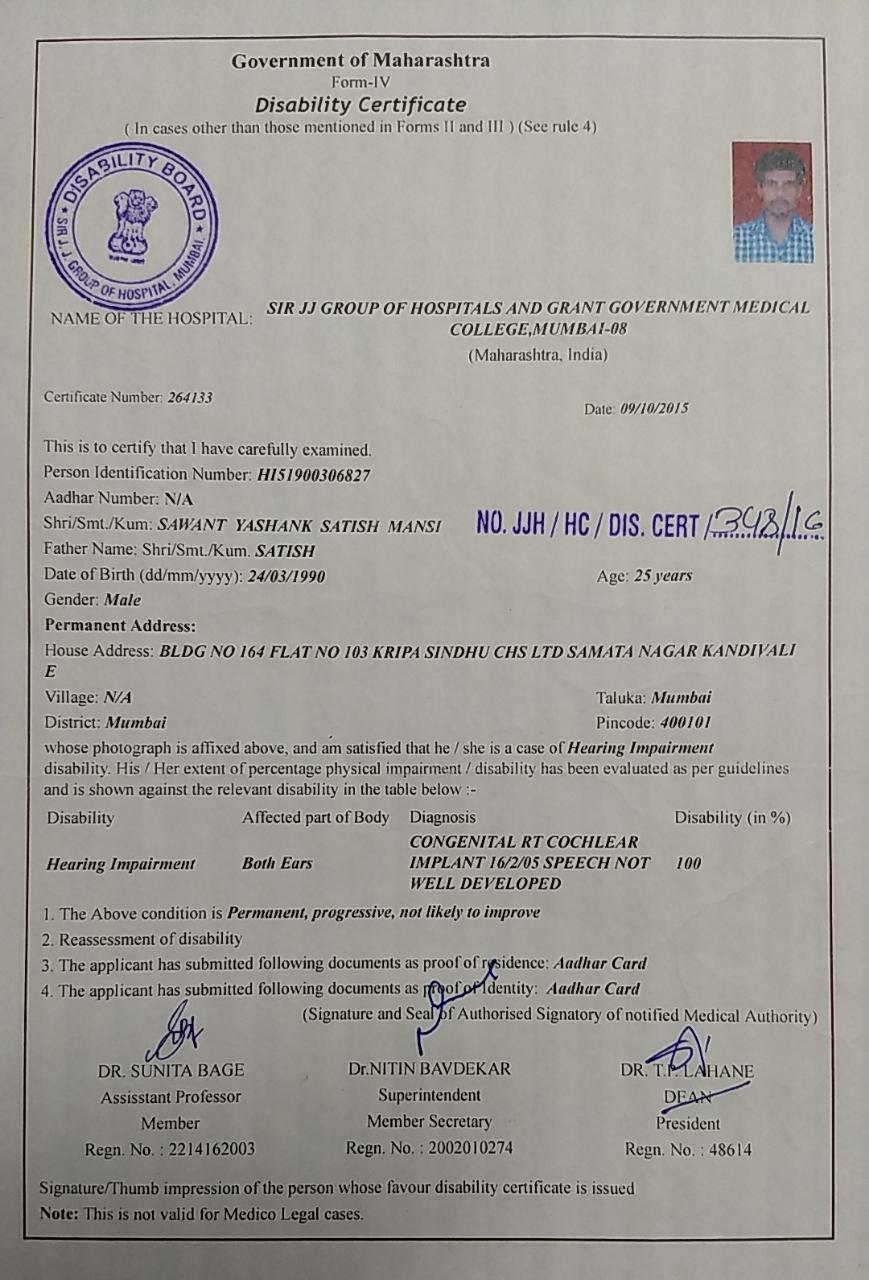 Government of Maharashtra
Form-IV
Disability Certificate
( In cases other than those mentioned in Forms II and III ) (See rule 4)
DISABILITY BOARD
SIR J. J. GROUP OF HOSPITAL, MUMBAI.
NAME OF THE HOSPITAL: SIR JJ GROUP OF HOSPITALS AND GRANT GOVERNMENT MEDICAL
COLLEGE,MUMBAI-08
(Maharashtra, India)
Certificate Number: 264133
Date: 09/10/2015
This is to certify that I have carefully examined.
Person Identification Number: HI51900306827
Aadhar Number: N/A
Shri/Smt./Kum: SAWANT YASHANK SATISH MANSI
NO. JJH / HC / DIS. CERT / 348/16
Father Name: Shri/Smt./Kum. SATISH
Date of Birth (dd/mm/yyyy): 24/03/1990 Age: 25 years
Gender: Male
Permanent Address:
House Address: BLDG NO 164 FLAT NO 103 KRIPA SINDHU CHS LTD SAMATA NAGAR KANDIVALI
E
Village: N/A Taluka: Mumbai
District: Mumbai Pincode: 400101
whose photograph is affixed above, and am satisfied that he / she is a case of Hearing Impairment
disability. His / Her extent of percentage physical impairment / disability has been evaluated as per guidelines
and is shown against the relevant disability in the table below :-
Disability Affected part of Body Diagnosis Disability (in %)
CONGENITAL RT COCHLEAR
Hearing Impairment Both Ears IMPLANT 16/2/05 SPEECH NOT 100
WELL DEVELOPED
1. The Above condition is Permanent, progressive, not likely to improve
2. Reassessment of disability
3. The applicant has submitted following documents as proof of residence: Aadhar Card
4. The applicant has submitted following documents as proof of Identity: Aadhar Card
(Signature and Seal of Authorised Signatory of notified Medical Authority)
DR. SUNITA BAGE Dr.NITIN BAVDEKAR DR. T.P. LAHANE
Assisstant Professor Superintendent DEAN
Member Member Secretary President
Regn. No. : 2214162003 Regn. No. : 2002010274 Regn. No. : 48614
Signature/Thumb impression of the person whose favour disability certificate is issued
Note: This is not valid for Medico Legal cases.